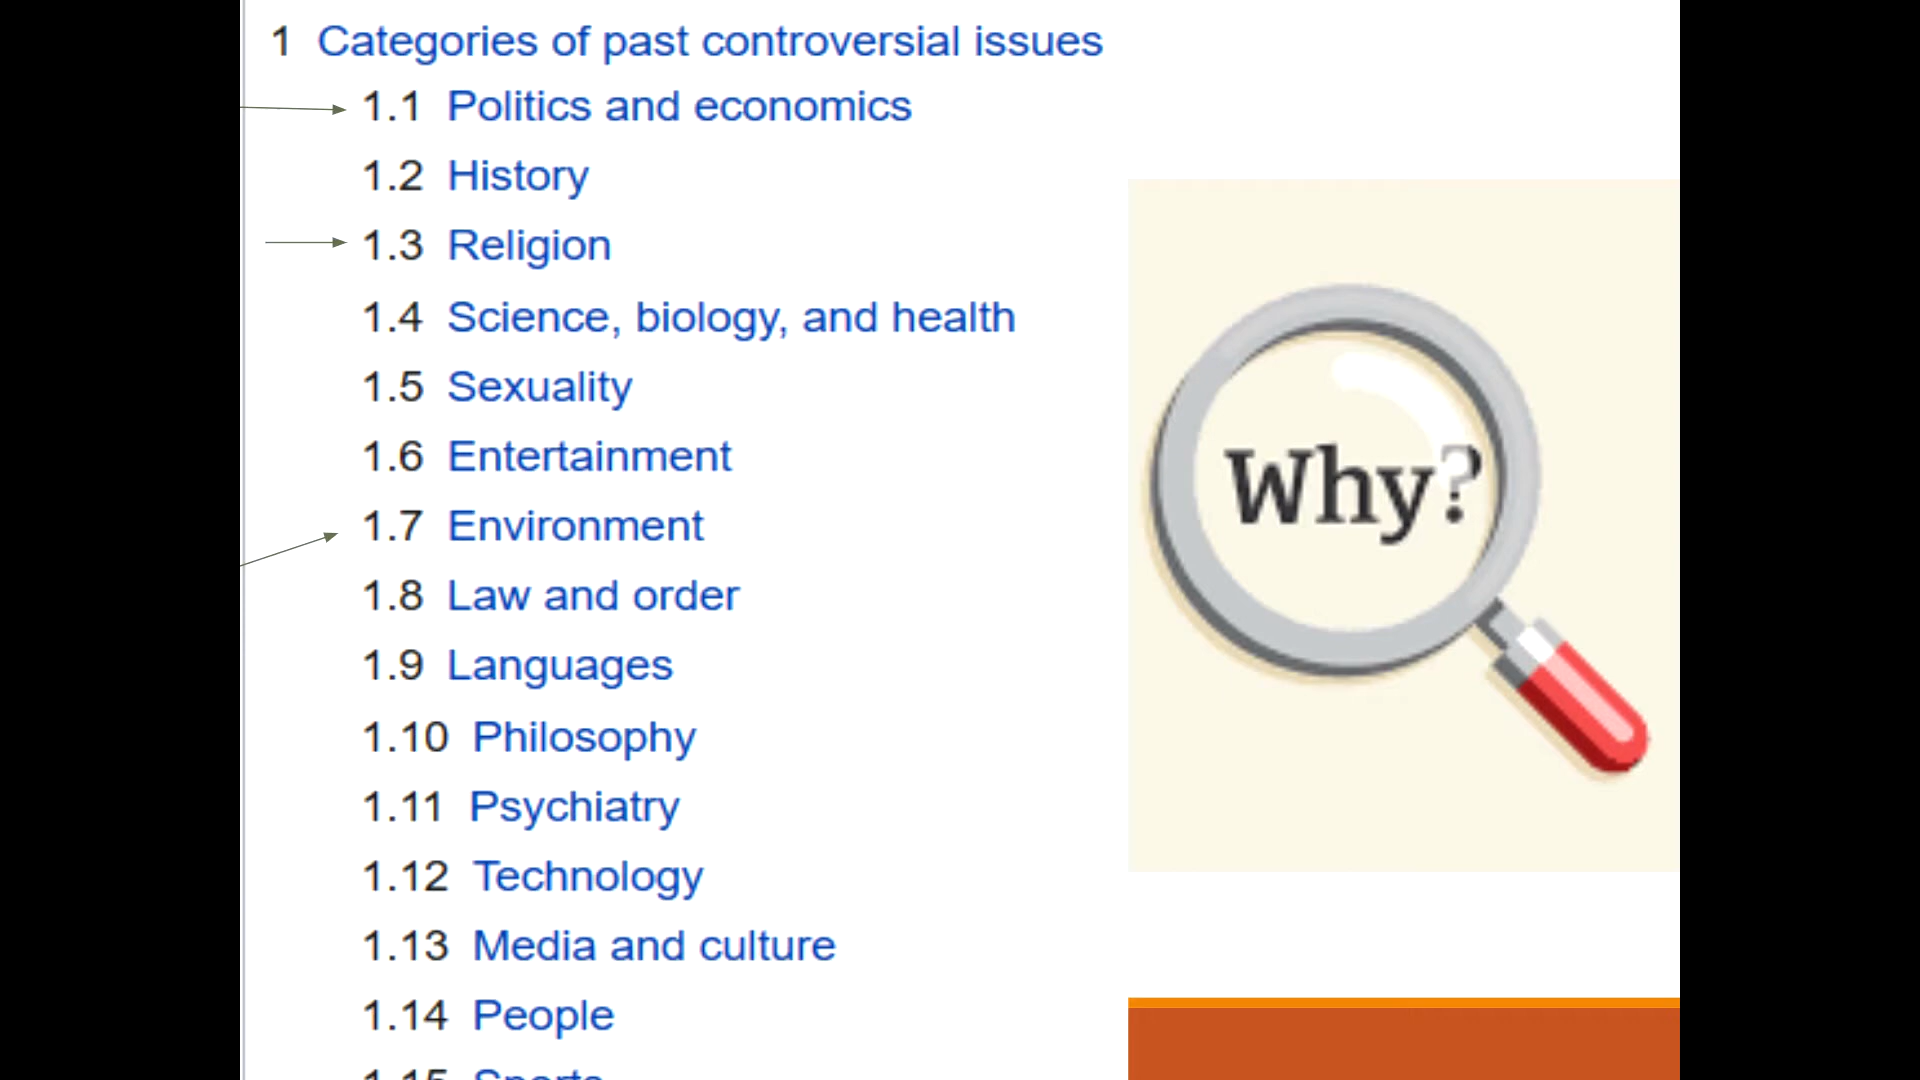 1 Categories of past controversial issues
1.1 Politics and economics
1.2 History
1.3 Religion
1.4 Science, biology, and health
1.5 Sexuality
1.6 Entertainment
1.7 Environment
1.8 Law and order
1.9 Languages
1.10 Philosophy
1.11 Psychiatry
1.12 Technology
1.13 Media and culture
1.14 People
1.15 Sports
Why?